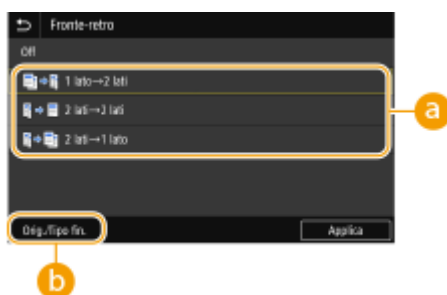 Fronte-retro
Off
1 lato→2 lati
2 lati→2 lati
2 lati→1 lato
a
Orig./Tipo fin.
Applica
b